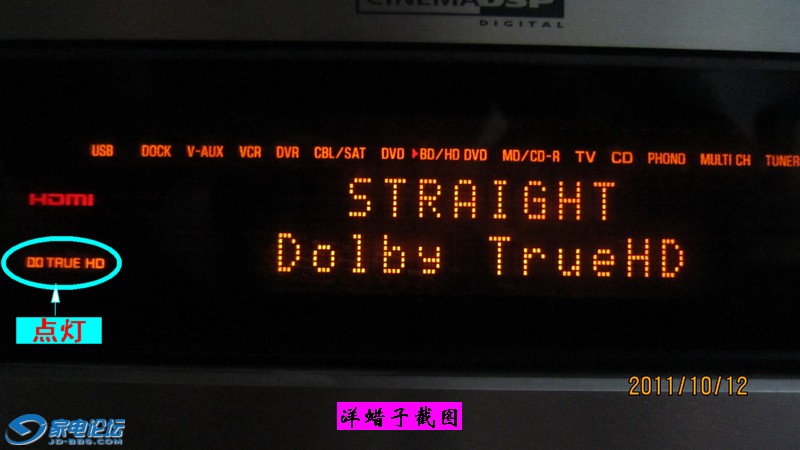 CINEMA DSP
DIGITAL
USB DOCK V-AUX VCR DVR CBL/SAT DVD BD/HD DVD MD/CD-R TV CD PHONO MULTI CH TUNER
HDMI
STRAIGHT
TRUE HD
Dolby TrueHD
点灯
2011/10/12
洋蜡子截图
家电论坛
JD-BBS.COM